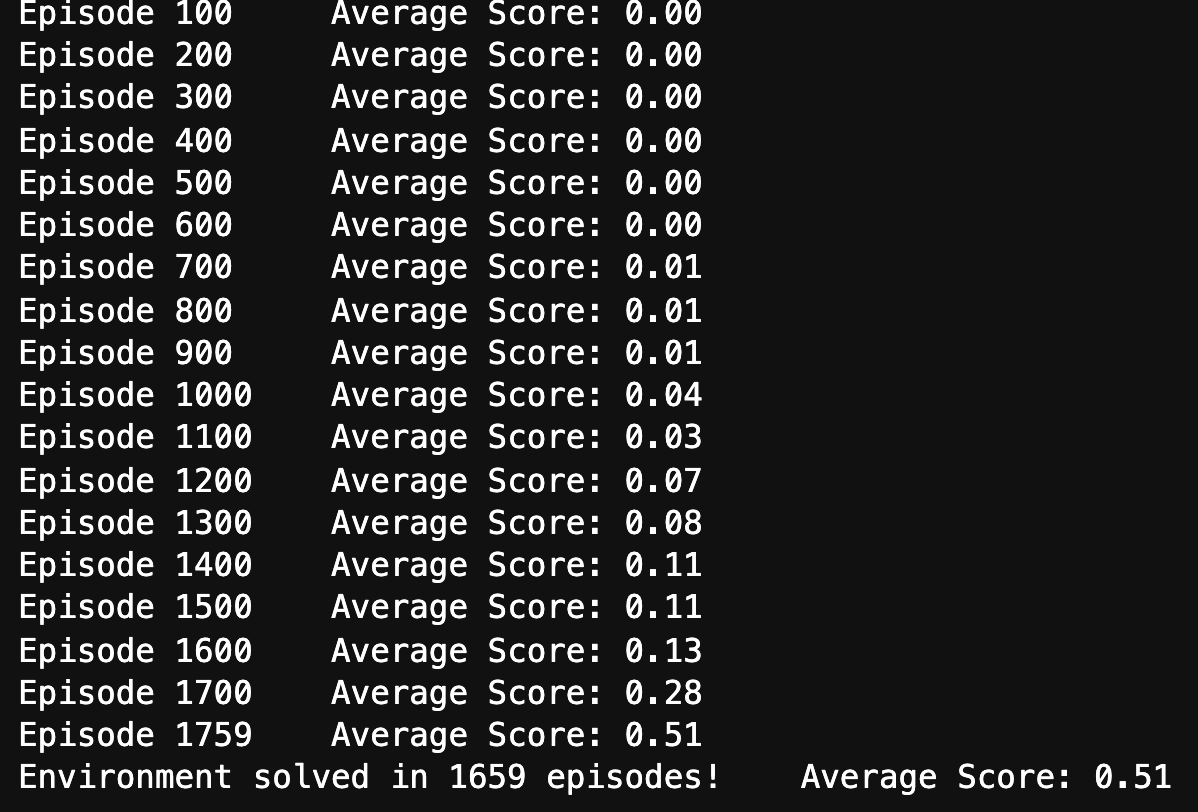 Episode 100 Average Score: 0.00
Episode 200 Average Score: 0.00
Episode 300 Average Score: 0.00
Episode 400 Average Score: 0.00
Episode 500 Average Score: 0.00
Episode 600 Average Score: 0.00
Episode 700 Average Score: 0.01
Episode 800 Average Score: 0.01
Episode 900 Average Score: 0.01
Episode 1000 Average Score: 0.04
Episode 1100 Average Score: 0.03
Episode 1200 Average Score: 0.07
Episode 1300 Average Score: 0.08
Episode 1400 Average Score: 0.11
Episode 1500 Average Score: 0.11
Episode 1600 Average Score: 0.13
Episode 1700 Average Score: 0.28
Episode 1759 Average Score: 0.51
Environment solved in 1659 episodes! Average Score: 0.51